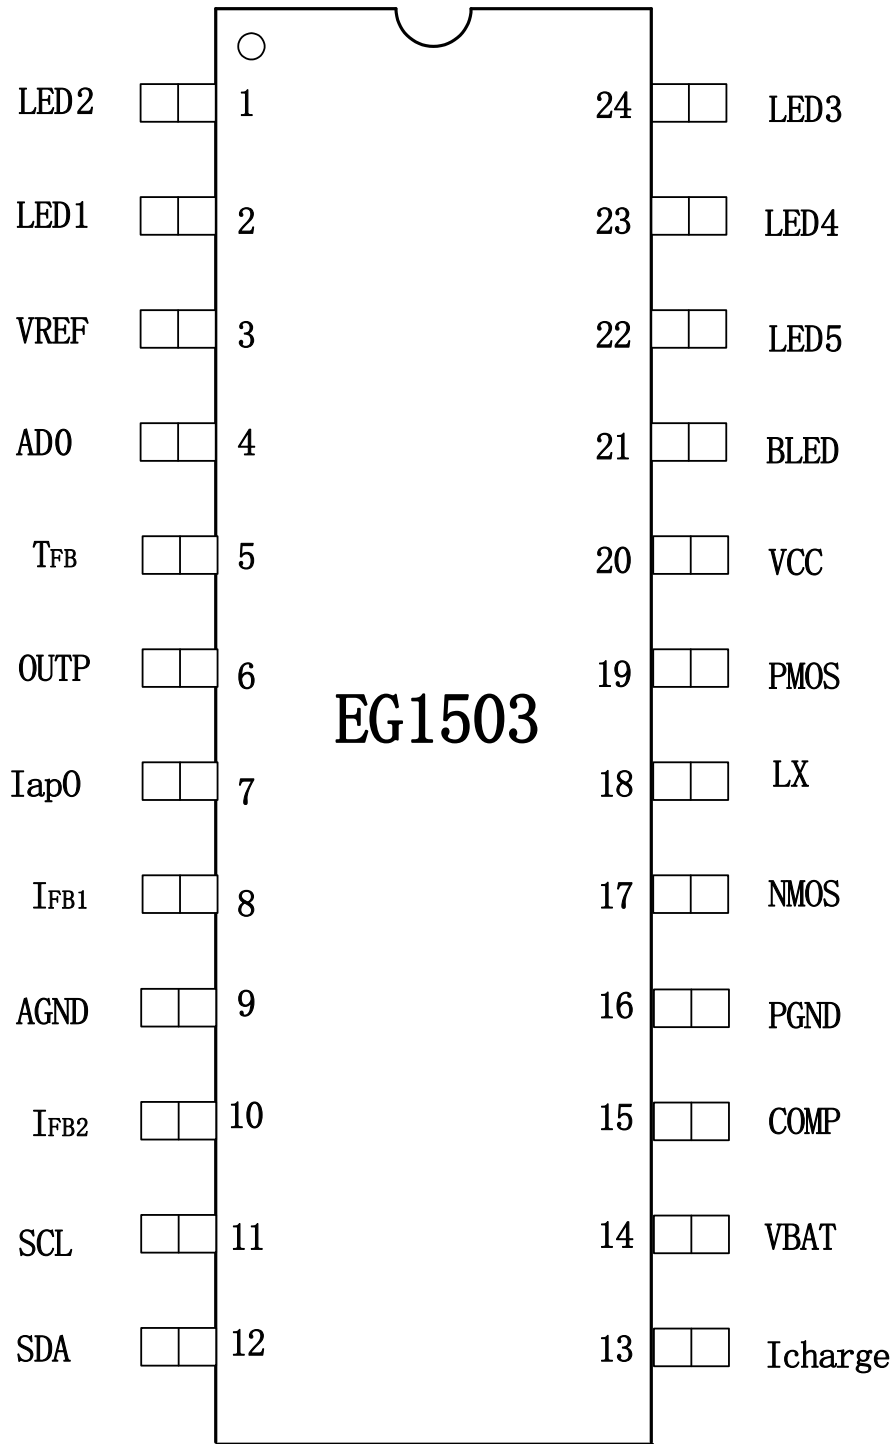 LED2 1 24 LED3
LED1 2 23 LED4
VREF 3 22 LED5
AD0 4 21 BLED
TFB 5 20 VCC
OUTP 6 19 PMOS
EG1503
Iap0 7 18 LX
IFB1 8 17 NMOS
AGND 9 16 PGND
IFB2 10 15 COMP
SCL 11 14 VBAT
SDA 12 13 Icharge